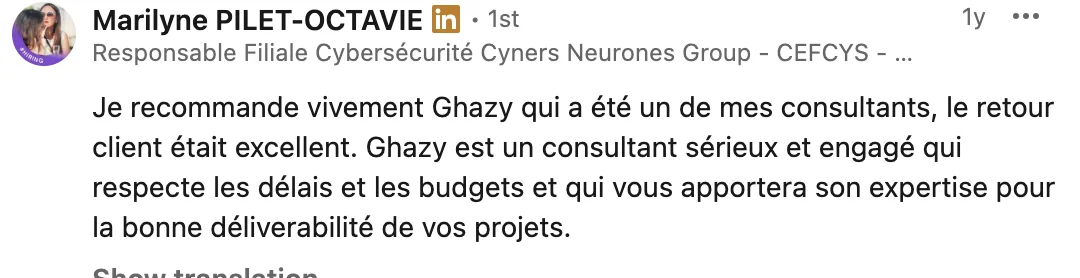 Marilyne PILET-OCTAVIE in • 1st 1y •••
Responsable Filiale Cybersécurité Cyners Neurones Group - CEFCYS - ...
#HIRING
Je recommande vivement Ghazy qui a été un de mes consultants, le retour
client était excellent. Ghazy est un consultant sérieux et engagé qui
respecte les délais et les budgets et qui vous apportera son expertise pour
la bonne déliverabilité de vos projets.
Show translation